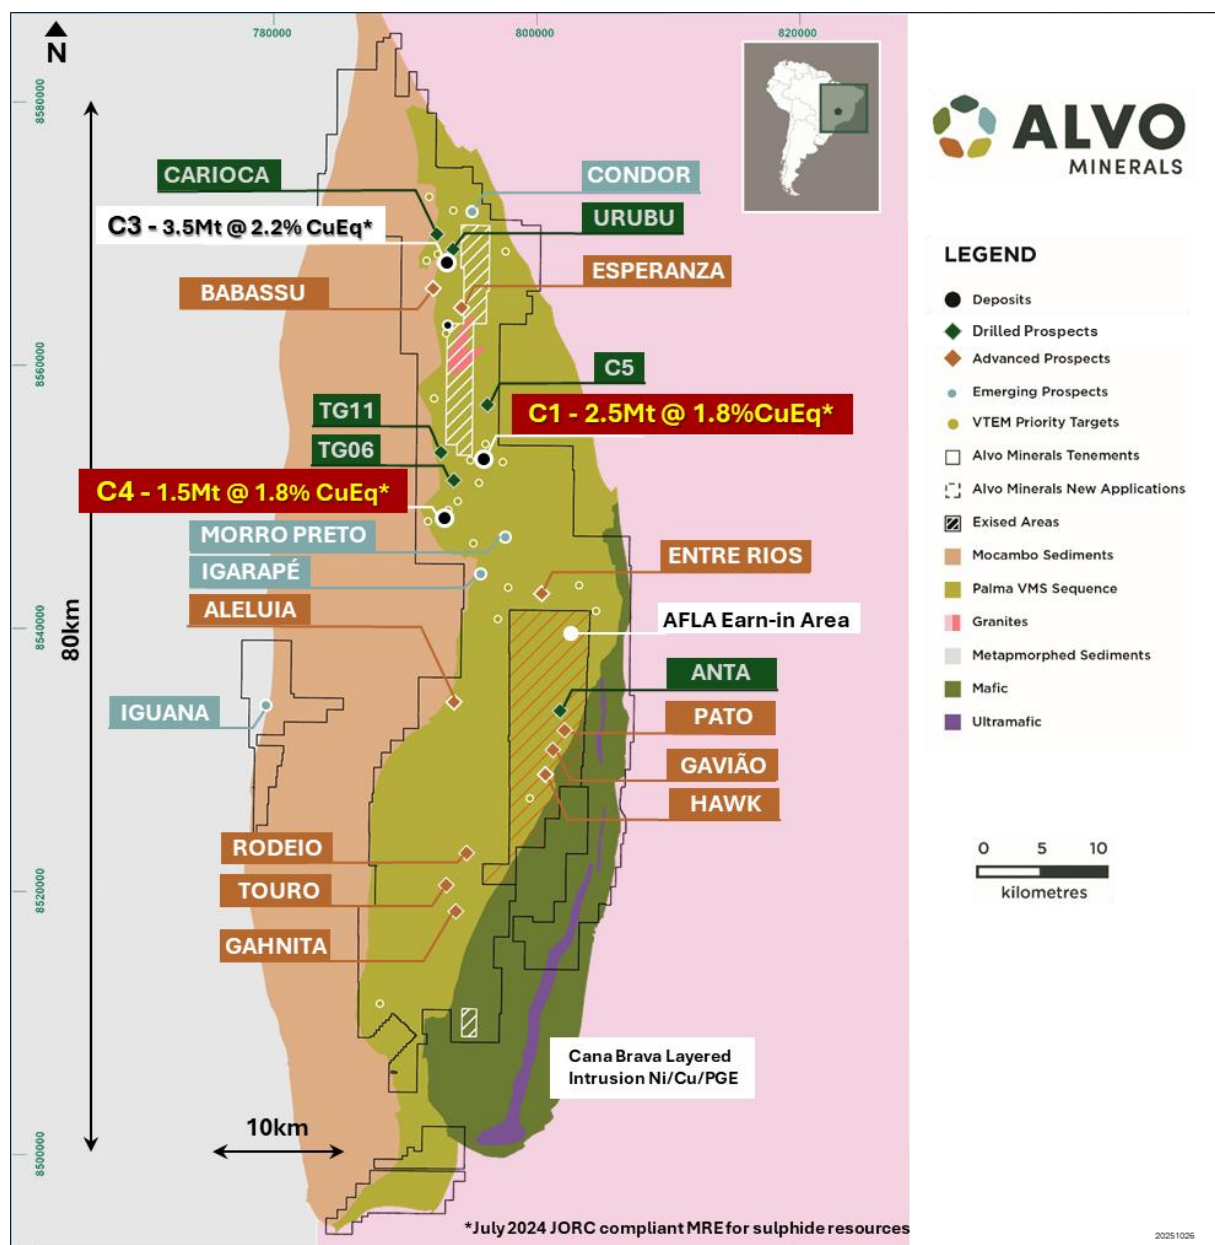 780000
800000
820000
N
8580000
8560000
8540000
8520000
8500000
80km
CARIOCA
CONDOR
C3 - 3.5Mt @ 2.2% CuEq*
URUBU
ESPERANZA
BABASSU
C5
TG11
C1 - 2.5Mt @ 1.8%CuEq*
TG06
C4 - 1.5Mt @ 1.8% CuEq*
MORRO PRETO
ENTRE RIOS
IGARAPÉ
ALELUIA
AFLA Earn-in Area
ANTA
IGUANA
PATO
GAVIÃO
HAWK
RODEIO
TOURO
GAHNITA
Cana Brava Layered
Intrusion Ni/Cu/PGE
10km
*July 2024 JORC compliant MRE for sulphide resources
ALVO
MINERALS
LEGEND
Deposits
Drilled Prospects
Advanced Prospects
Emerging Prospects
VTEM Priority Targets
Alvo Minerals Tenements
Alvo Minerals New Applications
Exised Areas
Mocambo Sediments
Palma VMS Sequence
Granites
Metapmorphed Sediments
Mafic
Ultramafic
0 5 10
kilometres
20251026